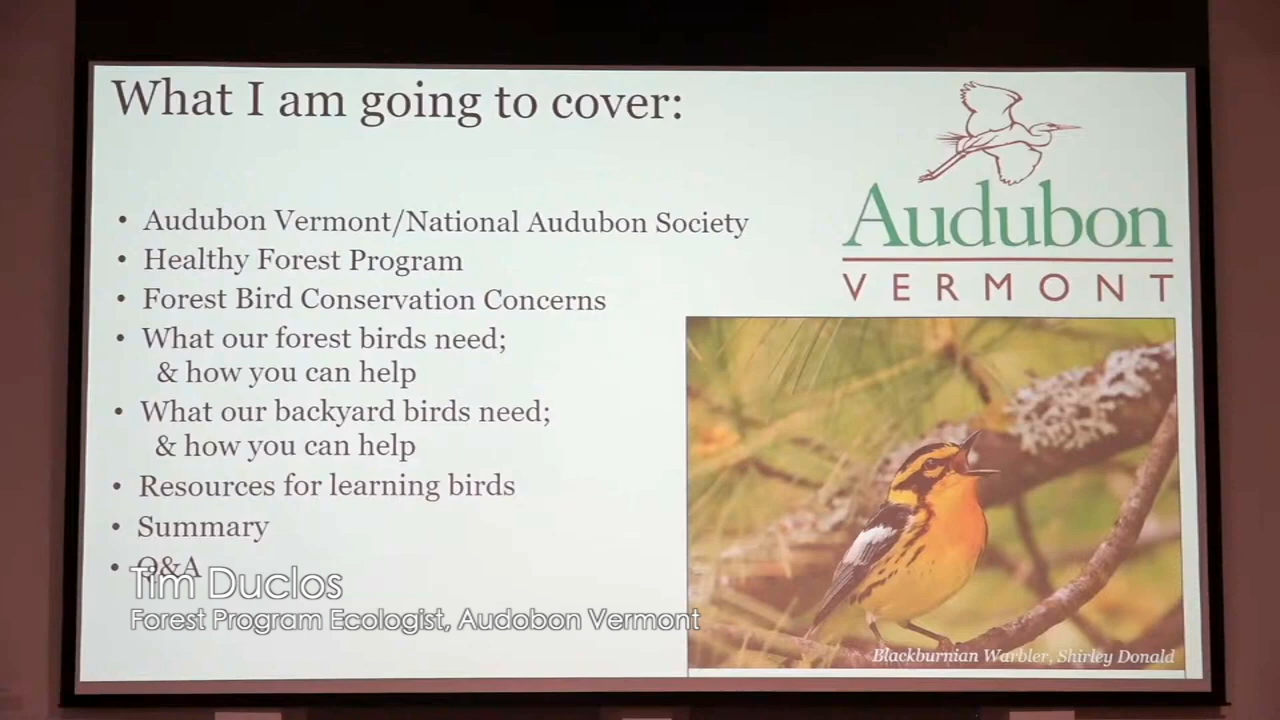 What I am going to cover:
Audubon
VERMONT
• Audubon Vermont/National Audubon Society
• Healthy Forest Program
• Forest Bird Conservation Concerns
• What our forest birds need;
& how you can help
• What our backyard birds need;
& how you can help
• Resources for learning birds
• Summary
• Q&A
Tim Duclos
Forest Program Ecologist, Audobon Vermont
Blackburnian Warbler, Shirley Donald